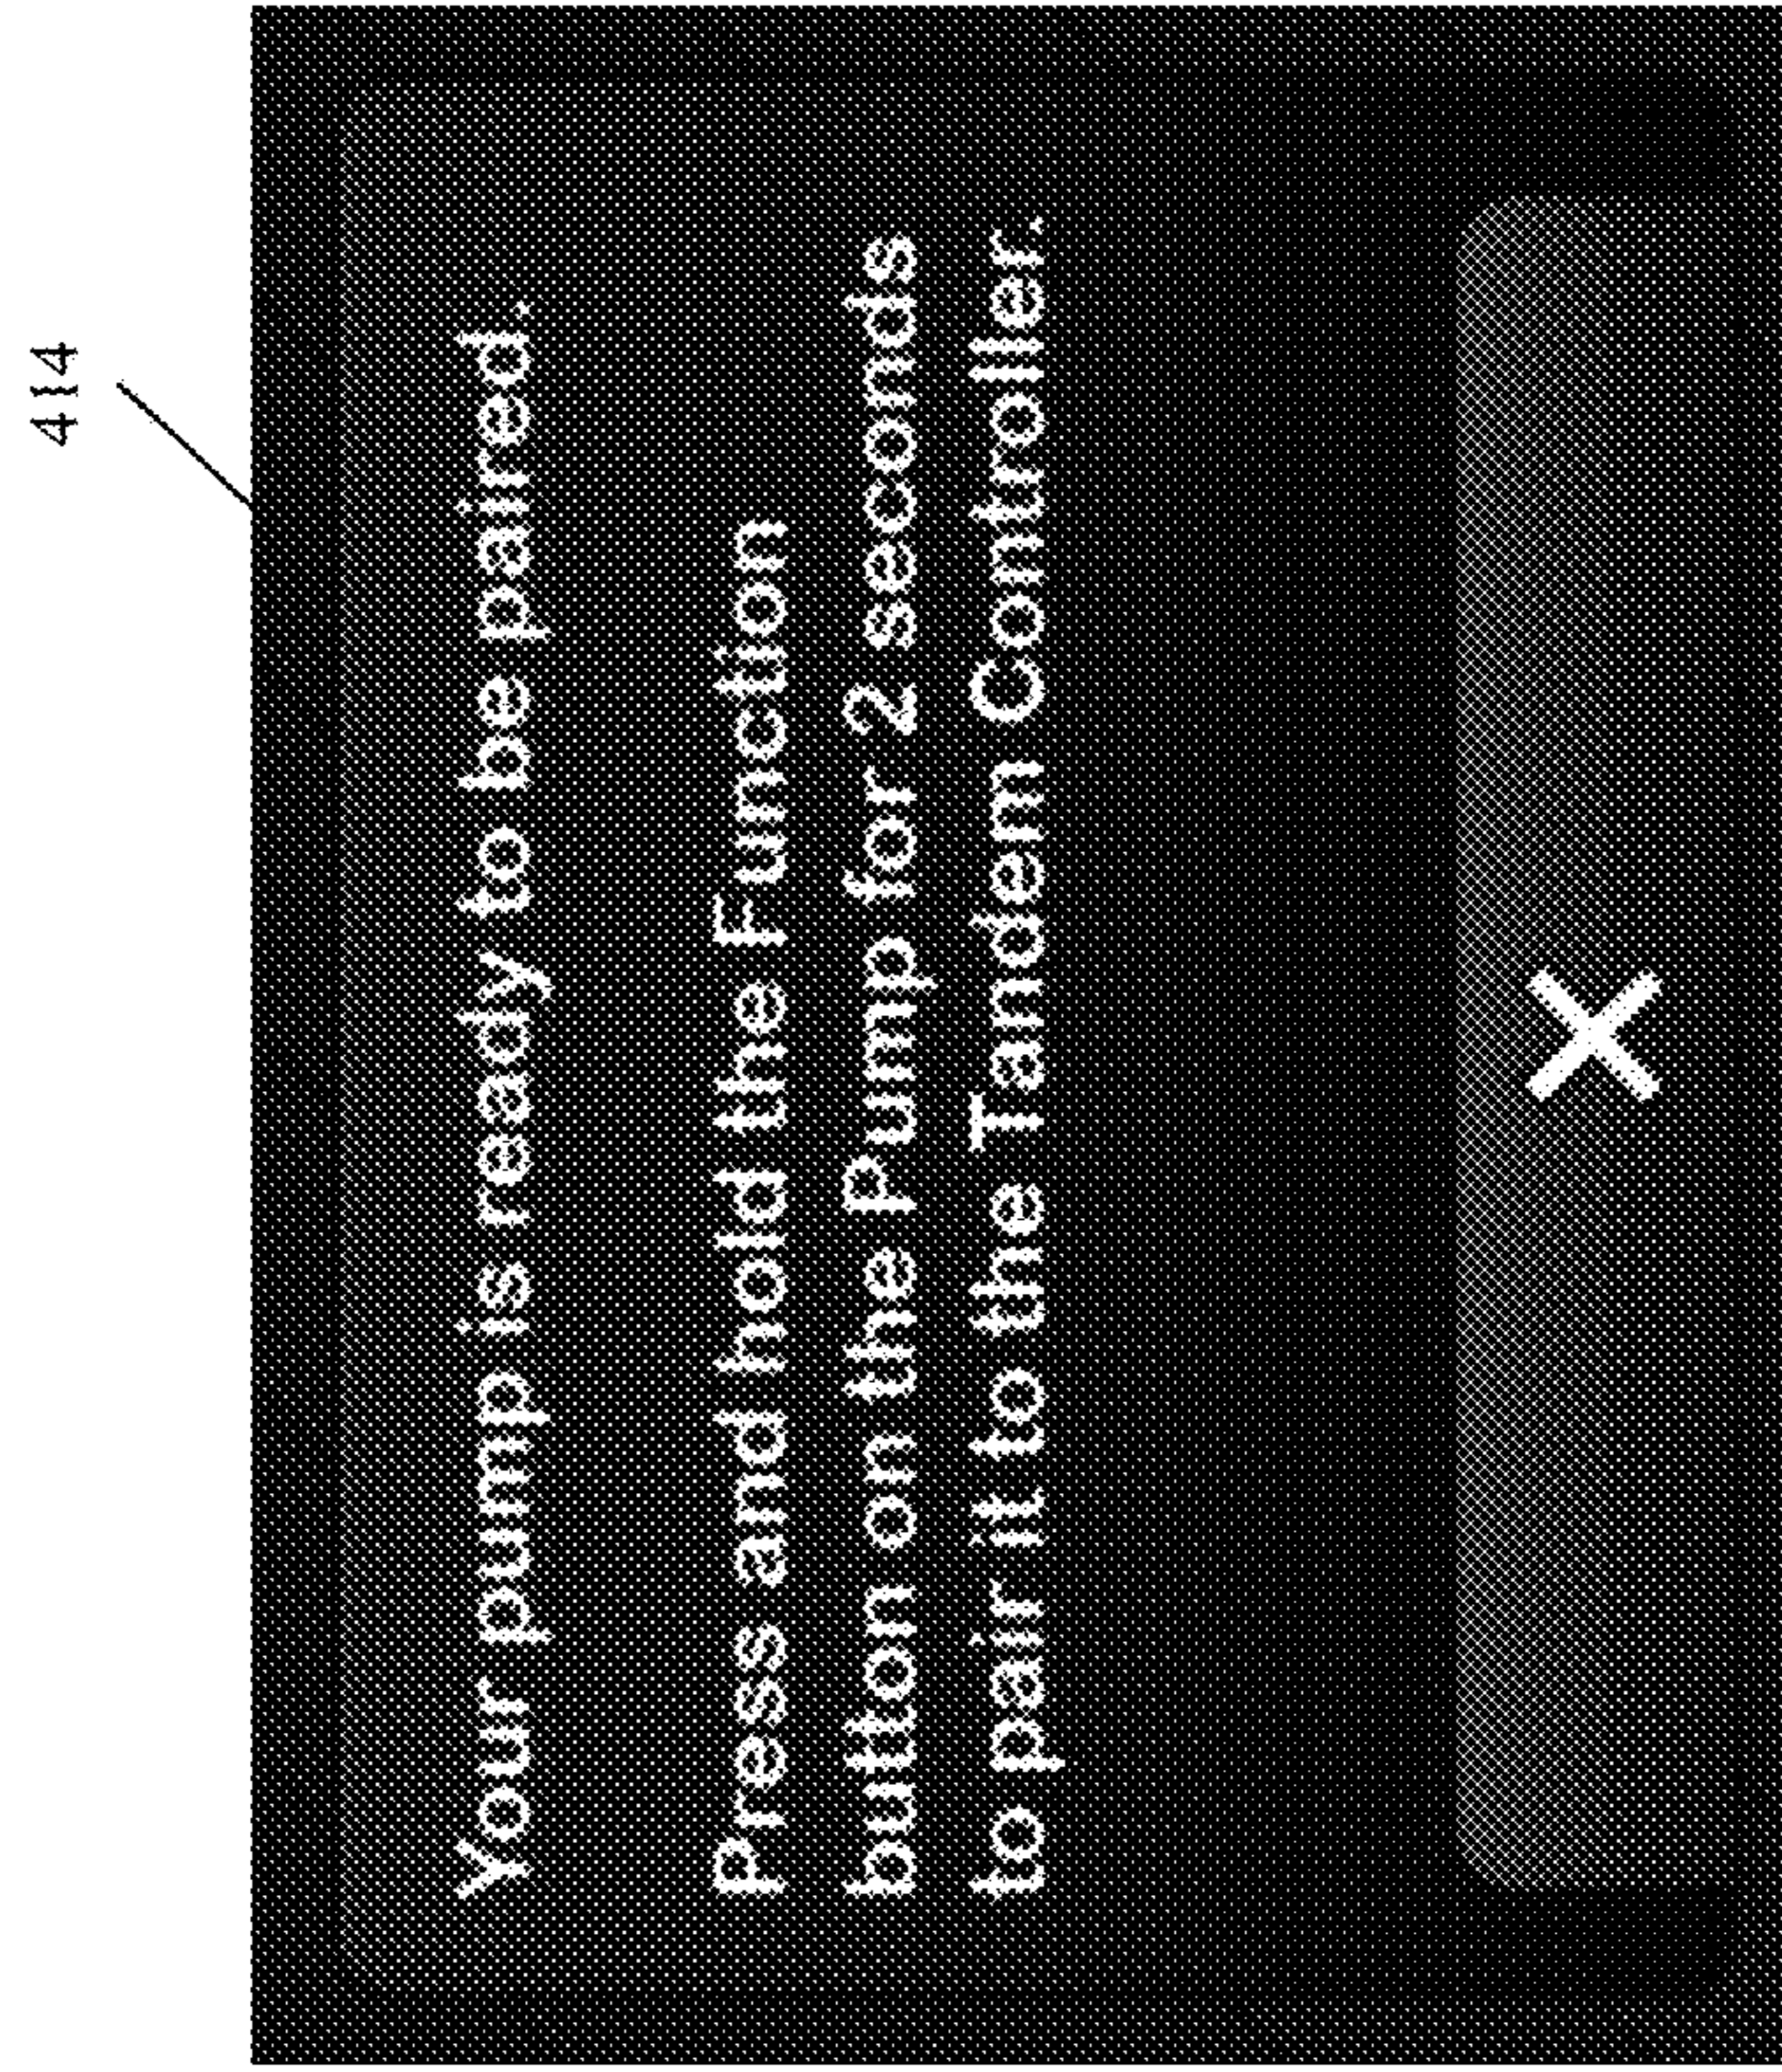 414
Your pump is ready to be paired.
Press and hold the Function
button on the Pump for 2 seconds
to pair it to the Tandem Controller.